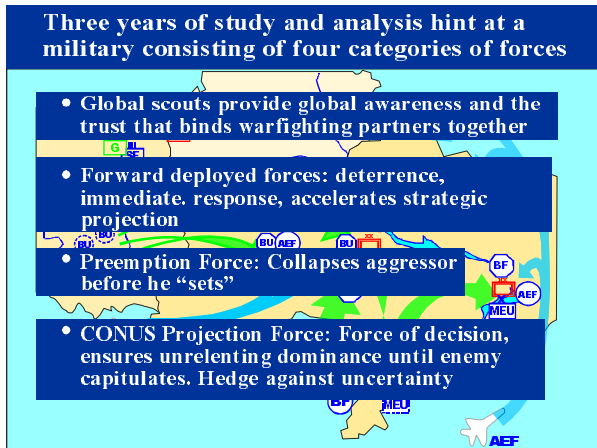 Three years of study and analysis hint at a
military consisting of four categories of forces
• Global scouts provide global awareness and the
trust that binds warfighting partners together
G
• Forward deployed forces: deterrence,
immediate. response, accelerates strategic
projection
BU
BU
BU
AEF
BU
xx
• Preemption Force: Collapses aggressor
before he “sets”
BF
AEF
MEU
• CONUS Projection Force: Force of decision,
ensures unrelenting dominance until enemy
capitulates. Hedge against uncertainty
BF
MEU
AEF